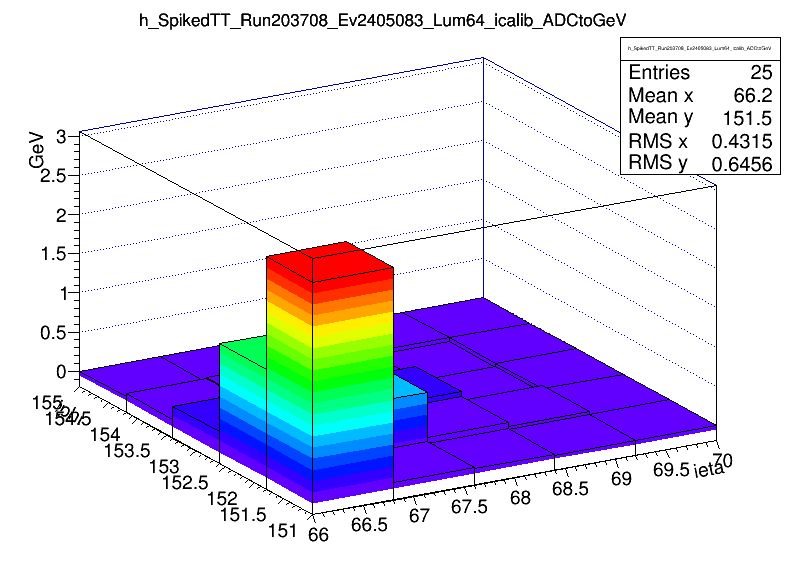 h_SpikedTT_Run203708_Ev2405083_Lum64_icalib_ADCtoGeV
h_SpikedTT_Run203708_Ev2405083_Lum64_icalib_ADCtoGeV
Entries 25
Mean x 66.2
Mean y 151.5
RMS x 0.4315
RMS y 0.6456
GeV
3
2.5
2
1.5
1
0.5
0
155
154.5
154
153.5
153
152.5
152
151.5
151
66
66.5
67
67.5
68
68.5
69
69.5
70
ieta